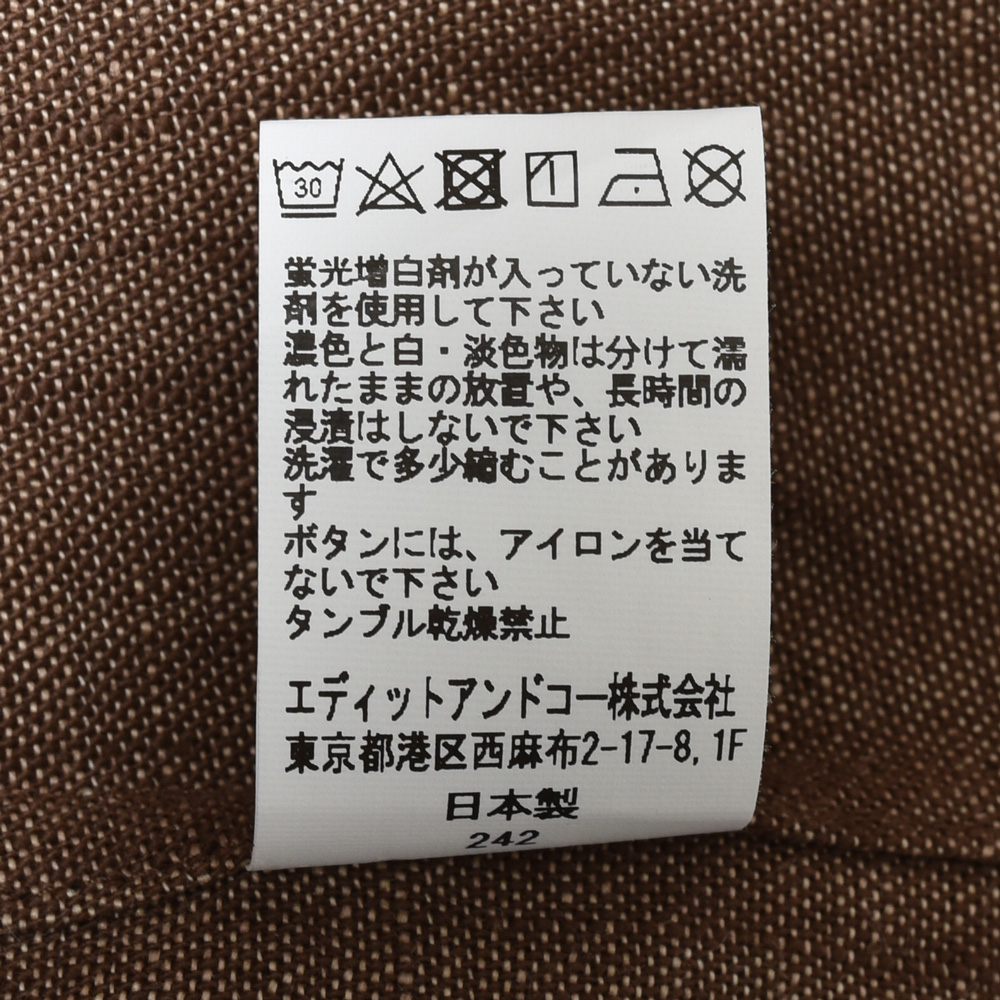 30
蛍光増白剤が入っていない洗
剤を使用して下さい
濃色と白・淡色物は分けて濡
れたままの放置や、長時間の
浸漬はしないで下さい
洗濯で多少縮むことがありま
す
ボタンには、アイロンを当て
ないで下さい
タンブル乾燥禁止
エディットアンドコー株式会社
東京都港区西麻布2-17-8,1F
日本製
242